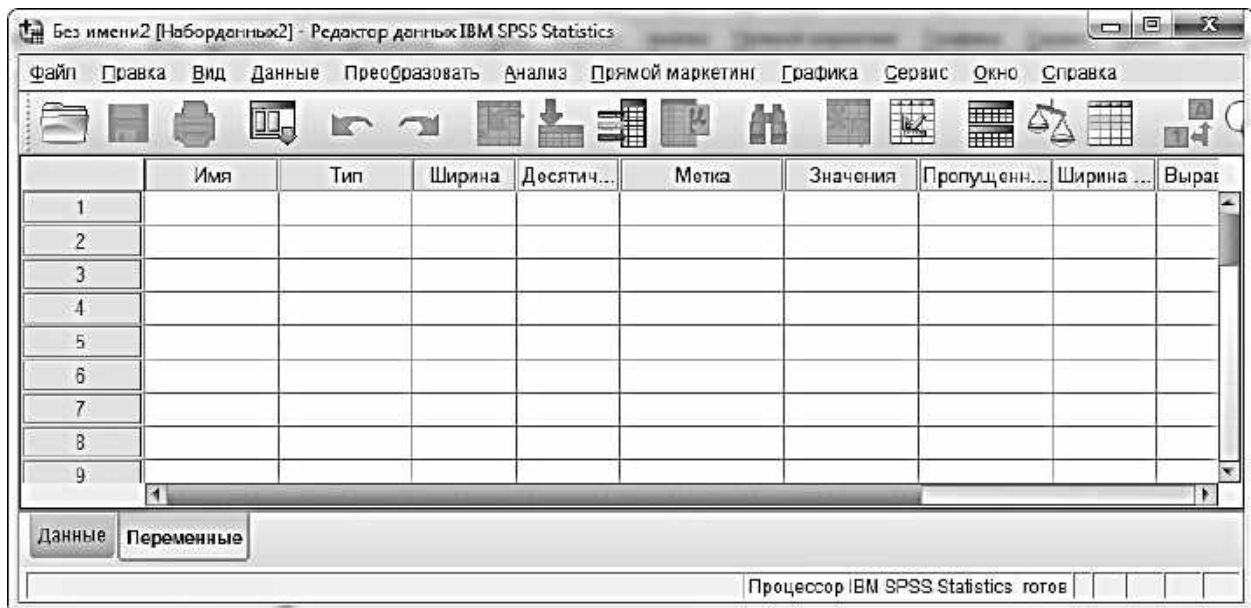 Без имени2 [Наборданных2] - Редактор данных IBM SPSS Statistics
Файл Правка Вид Данные Преобразовать Анализ Прямой маркетинг Графика Сервис Окно Справка
Имя Тип Ширина Десятич... Метка Значения Пропущенн... Ширина ... Вырав
1
2
3
4
5
6
7
8
9
Данные Переменные
Процессор IBM SPSS Statistics готов